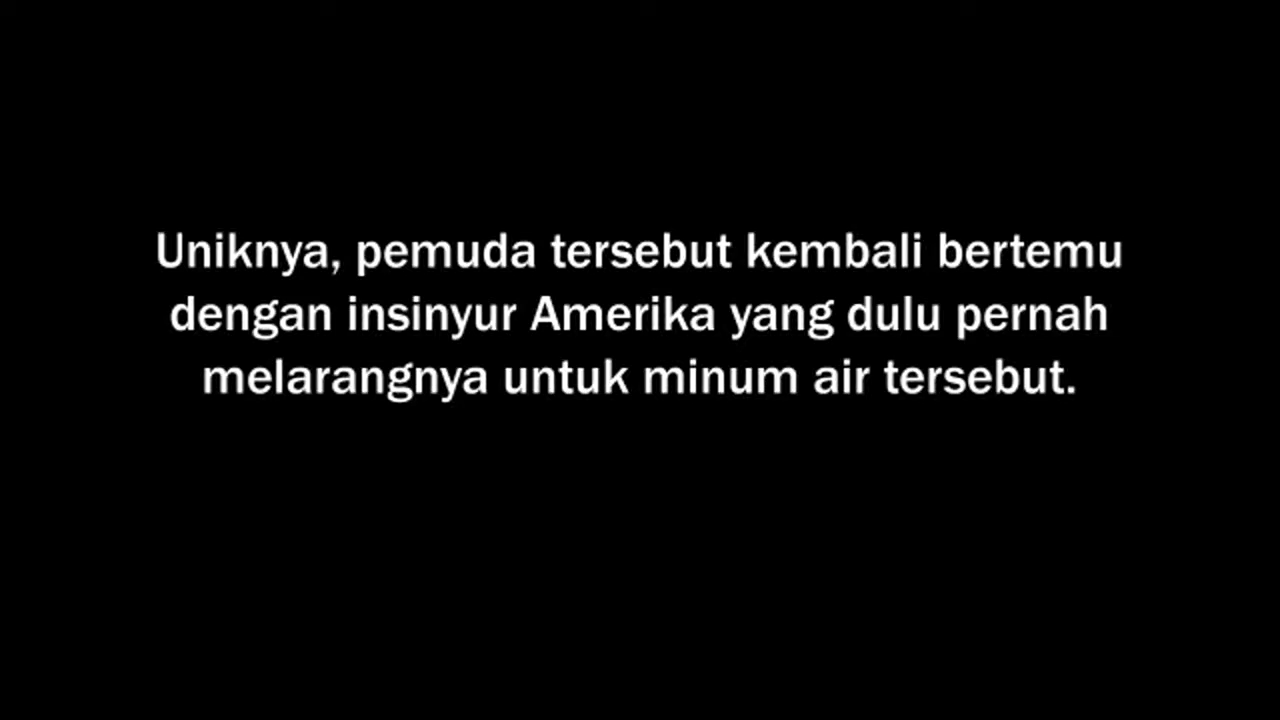 Uniknya, pemuda tersebut kembali bertemu
dengan insinyur Amerika yang dulu pernah
melarangnya untuk minum air tersebut.